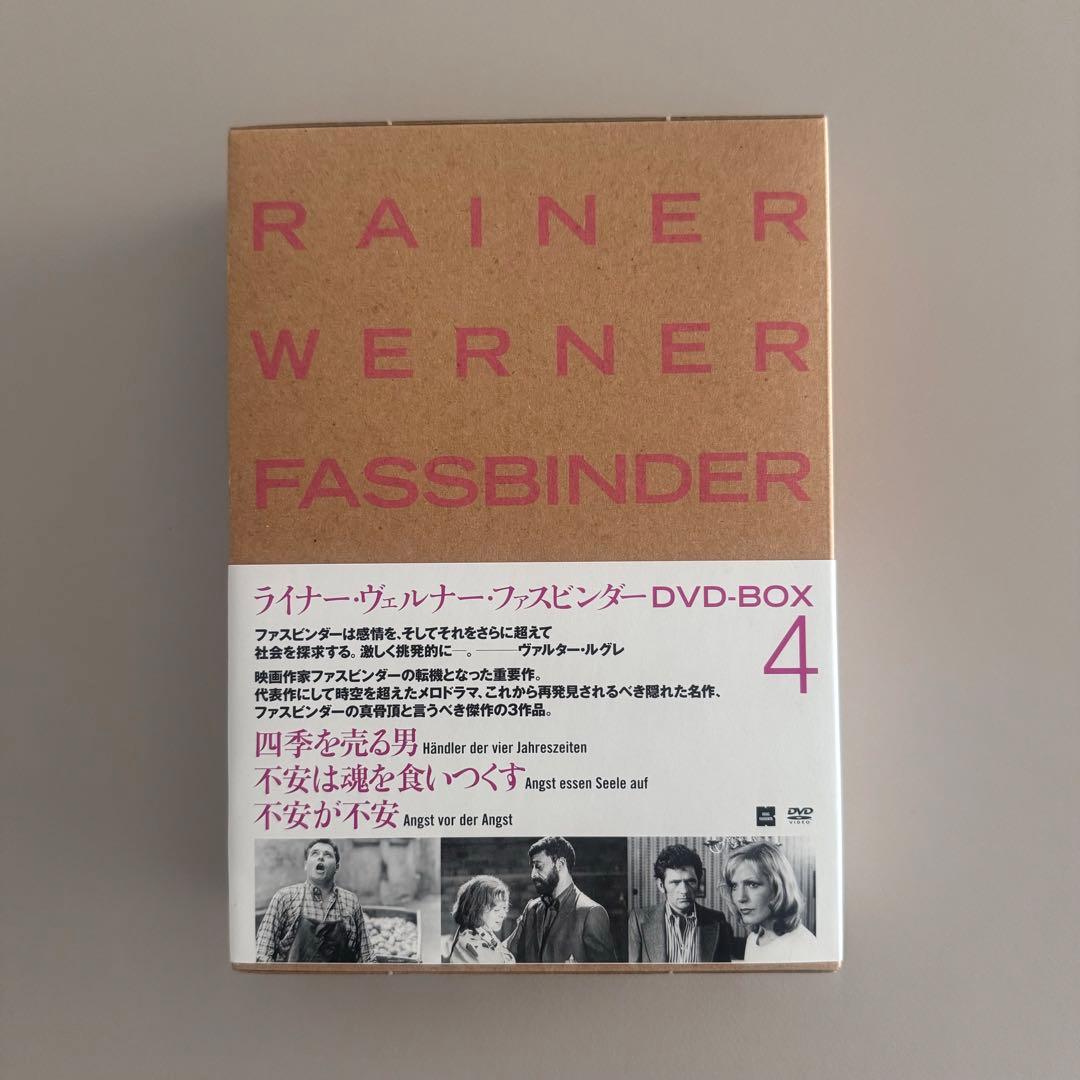 RAINER
WERNER
FASSBINDER
ライナー・ヴェルナー・ファスビンダー DVD-BOX
4
ファスビンダーは感情を、そしてそれをさらに超えて
社会を探求する。激しく挑発的に―。――ヴァルター・ルグレ
映画作家ファスビンダーの転機となった重要作。
代表作にして時空を超えたメロドラマ、これから再発見されるべき隠れた名作、
ファスビンダーの真骨頂と言うべき傑作の3作品。
四季を売る男 Händler der vier Jahreszeiten
不安は魂を食いつくす Angst essen Seele auf
不安が不安 Angst vor der Angst
DVD
VIDEO